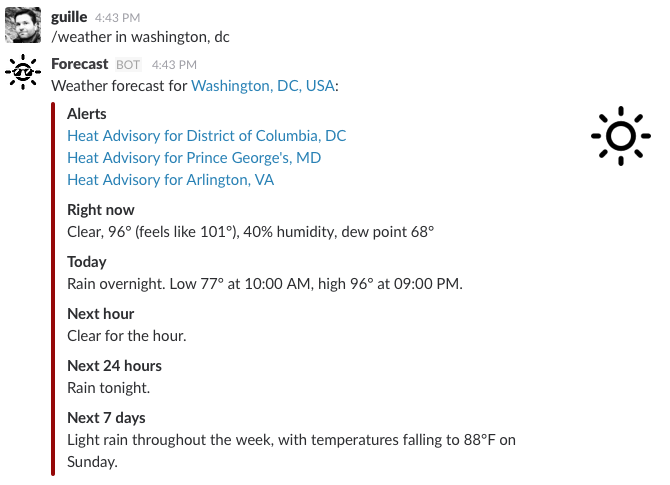 guille 4:43 PM
/weather in washington, dc
Forecast BOT 4:43 PM
Weather forecast for Washington, DC, USA:
Alerts
Heat Advisory for District of Columbia, DC
Heat Advisory for Prince George's, MD
Heat Advisory for Arlington, VA
Right now
Clear, 96° (feels like 101°), 40% humidity, dew point 68°
Today
Rain overnight. Low 77° at 10:00 AM, high 96° at 09:00 PM.
Next hour
Clear for the hour.
Next 24 hours
Rain tonight.
Next 7 days
Light rain throughout the week, with temperatures falling to 88°F on
Sunday.